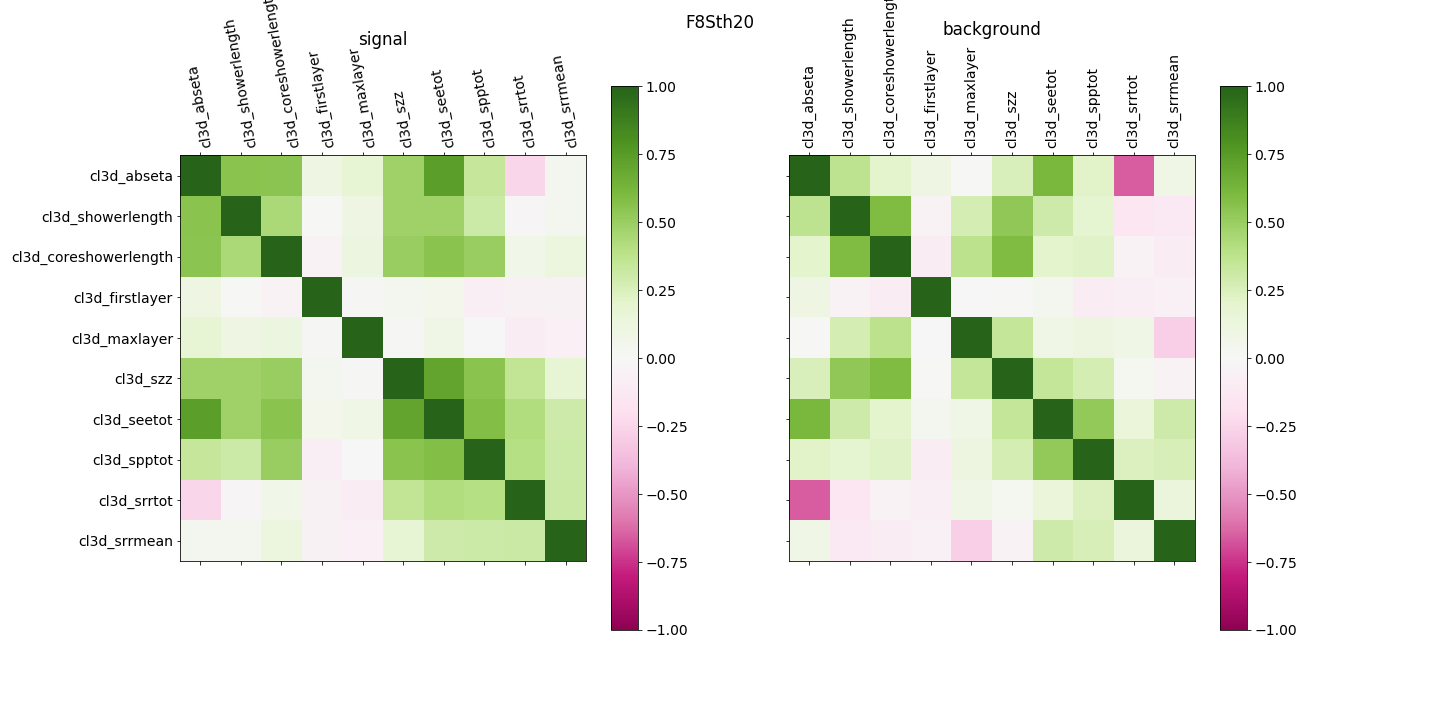 F8Sth20
signal
background
cl3d_abseta
cl3d_showerlength
cl3d_coreshowerlengt
cl3d_firstlayer
cl3d_maxlayer
cl3d_szz
cl3d_seetot
cl3d_spptot
cl3d_srrtot
cl3d_srrmean
cl3d_abseta
cl3d_showerlength
cl3d_coreshowerlength
cl3d_firstlayer
cl3d_maxlayer
cl3d_szz
cl3d_seetot
cl3d_spptot
cl3d_srrtot
cl3d_srrmean
1.00
0.75
0.50
0.25
0.00
−0.25
−0.50
−0.75
−1.00
cl3d_abseta
cl3d_showerlength
cl3d_coreshowerlengt
cl3d_firstlayer
cl3d_maxlayer
cl3d_szz
cl3d_seetot
cl3d_spptot
cl3d_srrtot
cl3d_srrmean
1.00
0.75
0.50
0.25
0.00
−0.25
−0.50
−0.75
−1.00